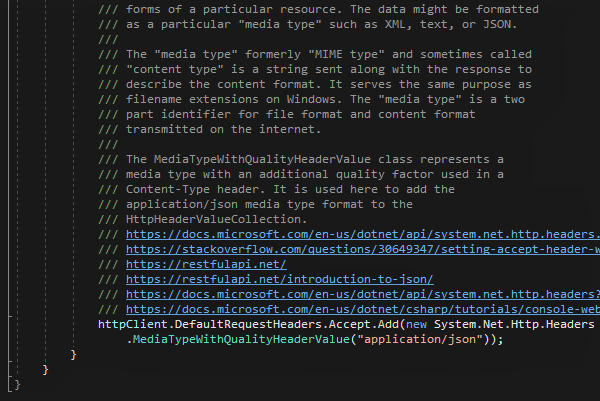 /// forms of a particular resource. The data might be formatted
/// as a particular "media type" such as XML, text, or JSON.
///
/// The "media type" formerly "MIME type" and sometimes called
/// "content type" is a string sent along with the response to
/// describe the content format. It serves the same purpose as
/// filename extensions on Windows. The "media type" is a two
/// part identifier for file format and content format
/// transmitted on the internet.
///
/// The MediaTypeWithQualityHeaderValue class represents a
/// media type with an additional quality factor used in a
/// Content-Type header. It is used here to add the
/// application/json media type format to the
/// HttpHeaderValueCollection.
/// https://docs.microsoft.com/en-us/dotnet/api/system.net.http.headers.
/// https://stackoverflow.com/questions/30649347/setting-accept-header-w
/// https://restfulapi.net/
/// https://restfulapi.net/introduction-to-json/
/// https://docs.microsoft.com/en-us/dotnet/api/system.net.http.headers?
/// https://docs.microsoft.com/en-us/dotnet/csharp/tutorials/console-web
httpClient.DefaultRequestHeaders.Accept.Add(new System.Net.Http.Headers
.MediaTypeWithQualityHeaderValue("application/json"));
}
}
}